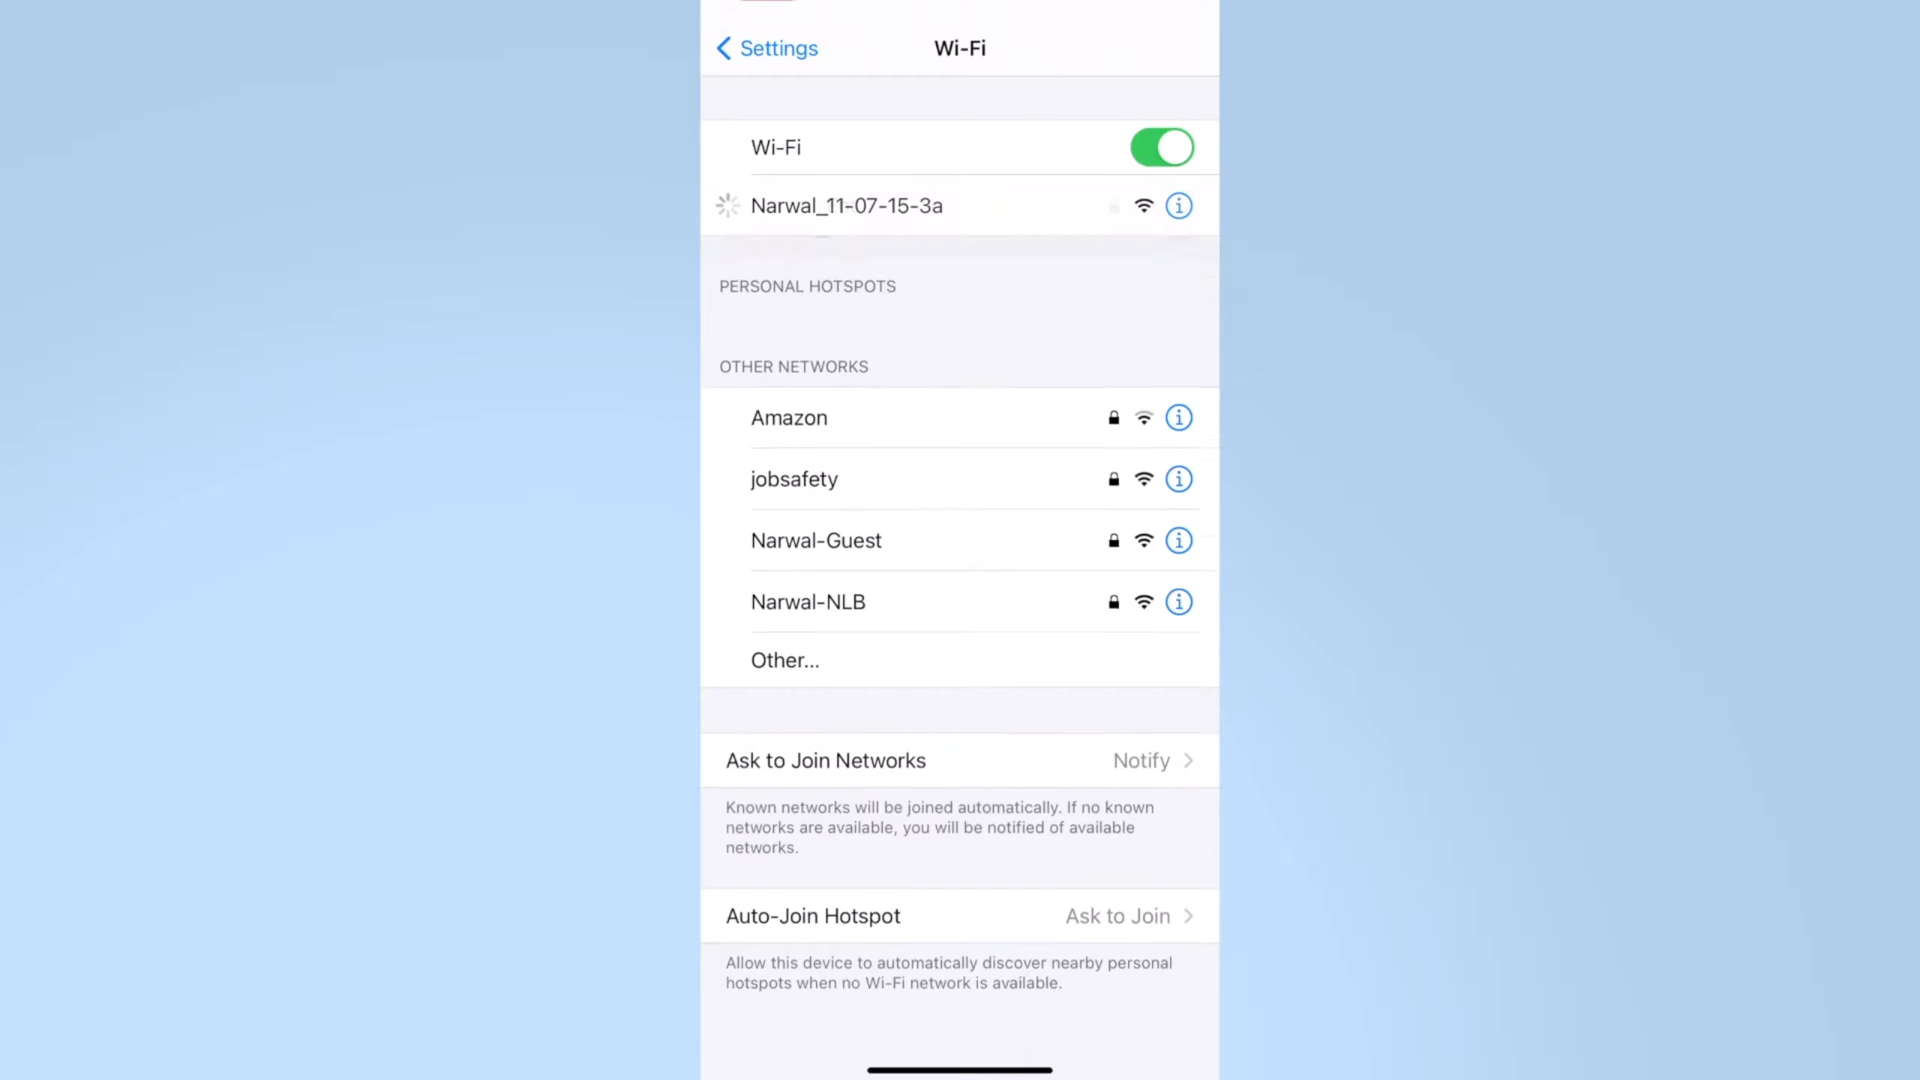 Settings
Wi-Fi
Wi-Fi
Narwal_11-07-15-3a
PERSONAL HOTSPOTS
OTHER NETWORKS
Amazon
jobsafety
Narwal-Guest
Narwal-NLB
Other...
Ask to Join Networks Notify
Known networks will be joined automatically. If no known
networks are available, you will be notified of available
networks.
Auto-Join Hotspot Ask to Join
Allow this device to automatically discover nearby personal
hotspots when no Wi-Fi network is available.